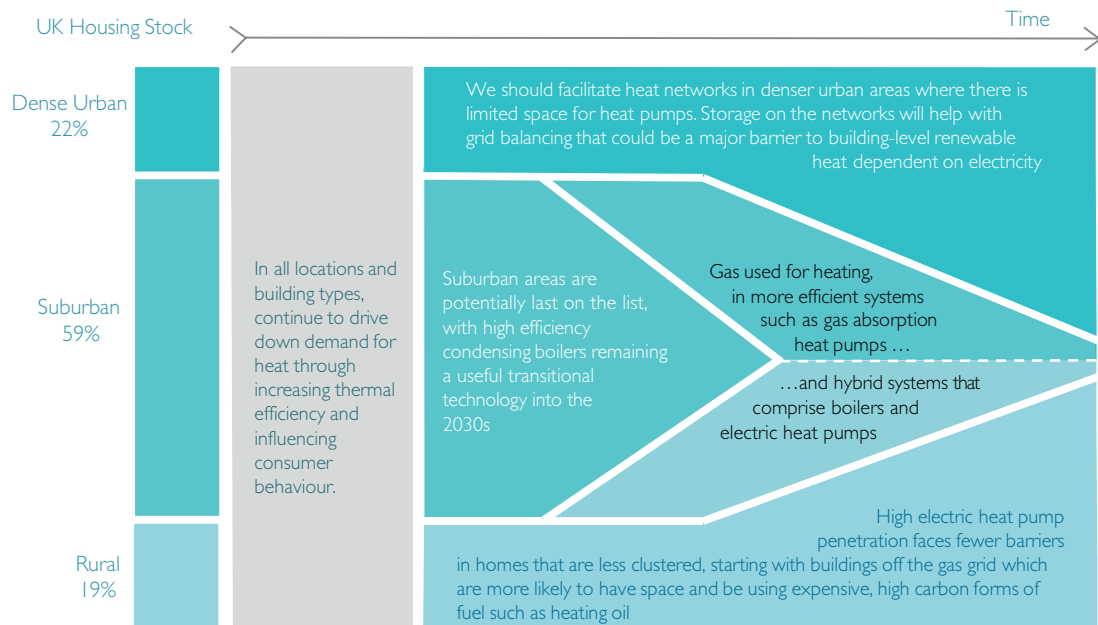 UK Housing Stock
Time
Dense Urban
22%
We should facilitate heat networks in denser urban areas where there is
limited space for heat pumps. Storage on the networks will help with
grid balancing that could be a major barrier to building-level renewable
heat dependent on electricity
Suburban
59%
In all locations and
building types,
continue to drive
down demand for
heat through
increasing thermal
efficiency and
influencing
consumer
behaviour.
Suburban areas are
potentially last on the list,
with high efficiency
condensing boilers remaining
a useful transitional
technology into the
2030s
Gas used for heating,
in more efficient systems
such as gas absorption
heat pumps ...
...and hybrid systems that
comprise boilers and
electric heat pumps
Rural
19%
High electric heat pump
penetration faces fewer barriers
in homes that are less clustered, starting with buildings off the gas grid which
are more likely to have space and be using expensive, high carbon forms of
fuel such as heating oil